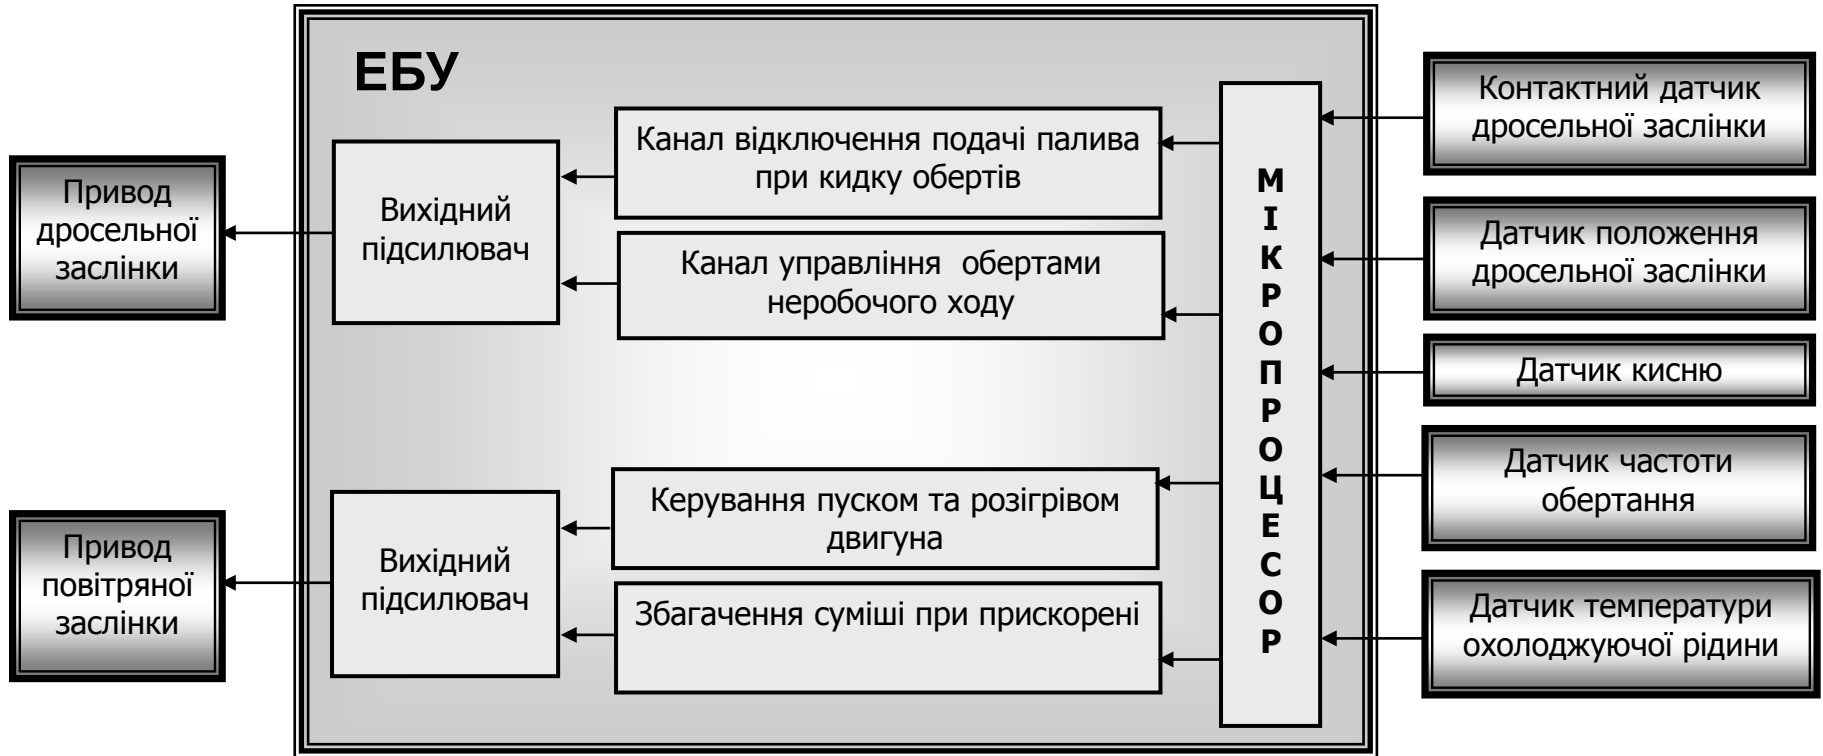 ЕБУ
Привод
дросельної
заслінки
Привод
повітряної
заслінки
Вихідний
підсилювач
Вихідний
підсилювач
Канал відключення подачі палива
при кидку обертів
Канал управління обертами
неробочого ходу
Керування пуском та розігрівом
двигуна
Збагачення суміші при прискорені
МІКРОПРОЦЕСОР
Контактний датчик
дросельної заслінки
Датчик положення
дросельної заслінки
Датчик кисню
Датчик частоти
обертання
Датчик температури
охолоджуючої рідини